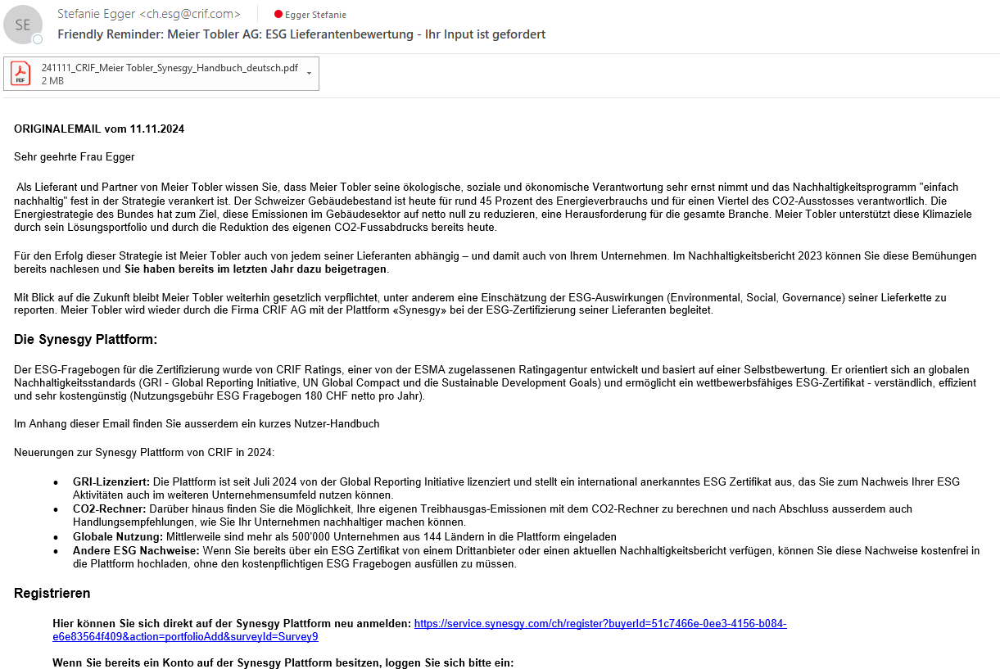 SE
Stefanie Egger <ch.esg@crif.com>
Egger Stefanie
Friendly Reminder: Meier Tobler AG: ESG Lieferantenbewertung - Ihr Input ist gefordert
PDF
241111_CRIF_Meier Tobler_Synesgy_Handbuch_deutsch.pdf
2 MB
ORIGINALEMAIL vom 11.11.2024
Sehr geehrte Frau Egger
Als Lieferant und Partner von Meier Tobler wissen Sie, dass Meier Tobler seine ökologische, soziale und ökonomische Verantwortung sehr ernst nimmt und das Nachhaltigkeitsprogramm "einfach
nachhaltig" fest in der Strategie verankert ist. Der Schweizer Gebäudebestand ist heute für rund 45 Prozent des Energieverbrauchs und für einen Viertel des CO2-Ausstosses verantwortlich. Die
Energiestrategie des Bundes hat zum Ziel, diese Emissionen im Gebäudesektor auf netto null zu reduzieren, eine Herausforderung für die gesamte Branche. Meier Tobler unterstützt diese Klimaziele
durch sein Lösungsportfolio und durch die Reduktion des eigenen CO2-Fussabdrucks bereits heute.
Für den Erfolg dieser Strategie ist Meier Tobler auch von jedem seiner Lieferanten abhängig – und damit auch von Ihrem Unternehmen. Im Nachhaltigkeitsbericht 2023 können Sie diese Bemühungen
bereits nachlesen und Sie haben bereits im letzten Jahr dazu beigetragen.
Mit Blick auf die Zukunft bleibt Meier Tobler weiterhin gesetzlich verpflichtet, unter anderem eine Einschätzung der ESG-Auswirkungen (Environmental, Social, Governance) seiner Lieferkette zu
reporten. Meier Tobler wird wieder durch die Firma CRIF AG mit der Plattform «Synesgy» bei der ESG-Zertifizierung seiner Lieferanten begleitet.
Die Synesgy Plattform:
Der ESG-Fragebogen für die Zertifizierung wurde von CRIF Ratings, einer von der ESMA zugelassenen Ratingagentur entwickelt und basiert auf einer Selbstbewertung. Er orientiert sich an globalen
Nachhaltigkeitsstandards (GRI - Global Reporting Initiative, UN Global Compact und die Sustainable Development Goals) und ermöglicht ein wettbewerbsfähiges ESG-Zertifikat - verständlich, effizient
und sehr kostengünstig (Nutzungsgebühr ESG Fragebogen 180 CHF netto pro Jahr).
Im Anhang dieser Email finden Sie ausserdem ein kurzes Nutzer-Handbuch
Neuerungen zur Synesgy Plattform von CRIF in 2024:
• GRI-Lizenziert: Die Plattform ist seit Juli 2024 von der Global Reporting Initiative lizenziert und stellt ein international anerkanntes ESG Zertifikat aus, das Sie zum Nachweis Ihrer ESG
Aktivitäten auch im weiteren Unternehmensumfeld nutzen können.
• CO2-Rechner: Darüber hinaus finden Sie die Möglichkeit, Ihre eigenen Treibhausgas-Emissionen mit dem CO2-Rechner zu berechnen und nach Abschluss ausserdem auch
Handlungsempfehlungen, wie Sie Ihr Unternehmen nachhaltiger machen können.
• Globale Nutzung: Mittlerweile sind mehr als 500'000 Unternehmen aus 144 Ländern in die Plattform eingeladen
• Andere ESG Nachweise: Wenn Sie bereits über ein ESG Zertifikat von einem Drittanbieter oder einen aktuellen Nachhaltigkeitsbericht verfügen, können Sie diese Nachweise kostenfrei in
die Plattform hochladen, ohne den kostenpflichtigen ESG Fragebogen ausfüllen zu müssen.
Registrieren
Hier können Sie sich direkt auf der Synesgy Plattform neu anmelden: https://service.synesgy.com/ch/register?buyerId=51c7466e-0ee3-4156-b084-
e6e83564f409&action=portfolioAdd&surveyId=Survey9
Wenn Sie bereits ein Konto auf der Synesgy Plattform besitzen, loggen Sie sich bitte ein: